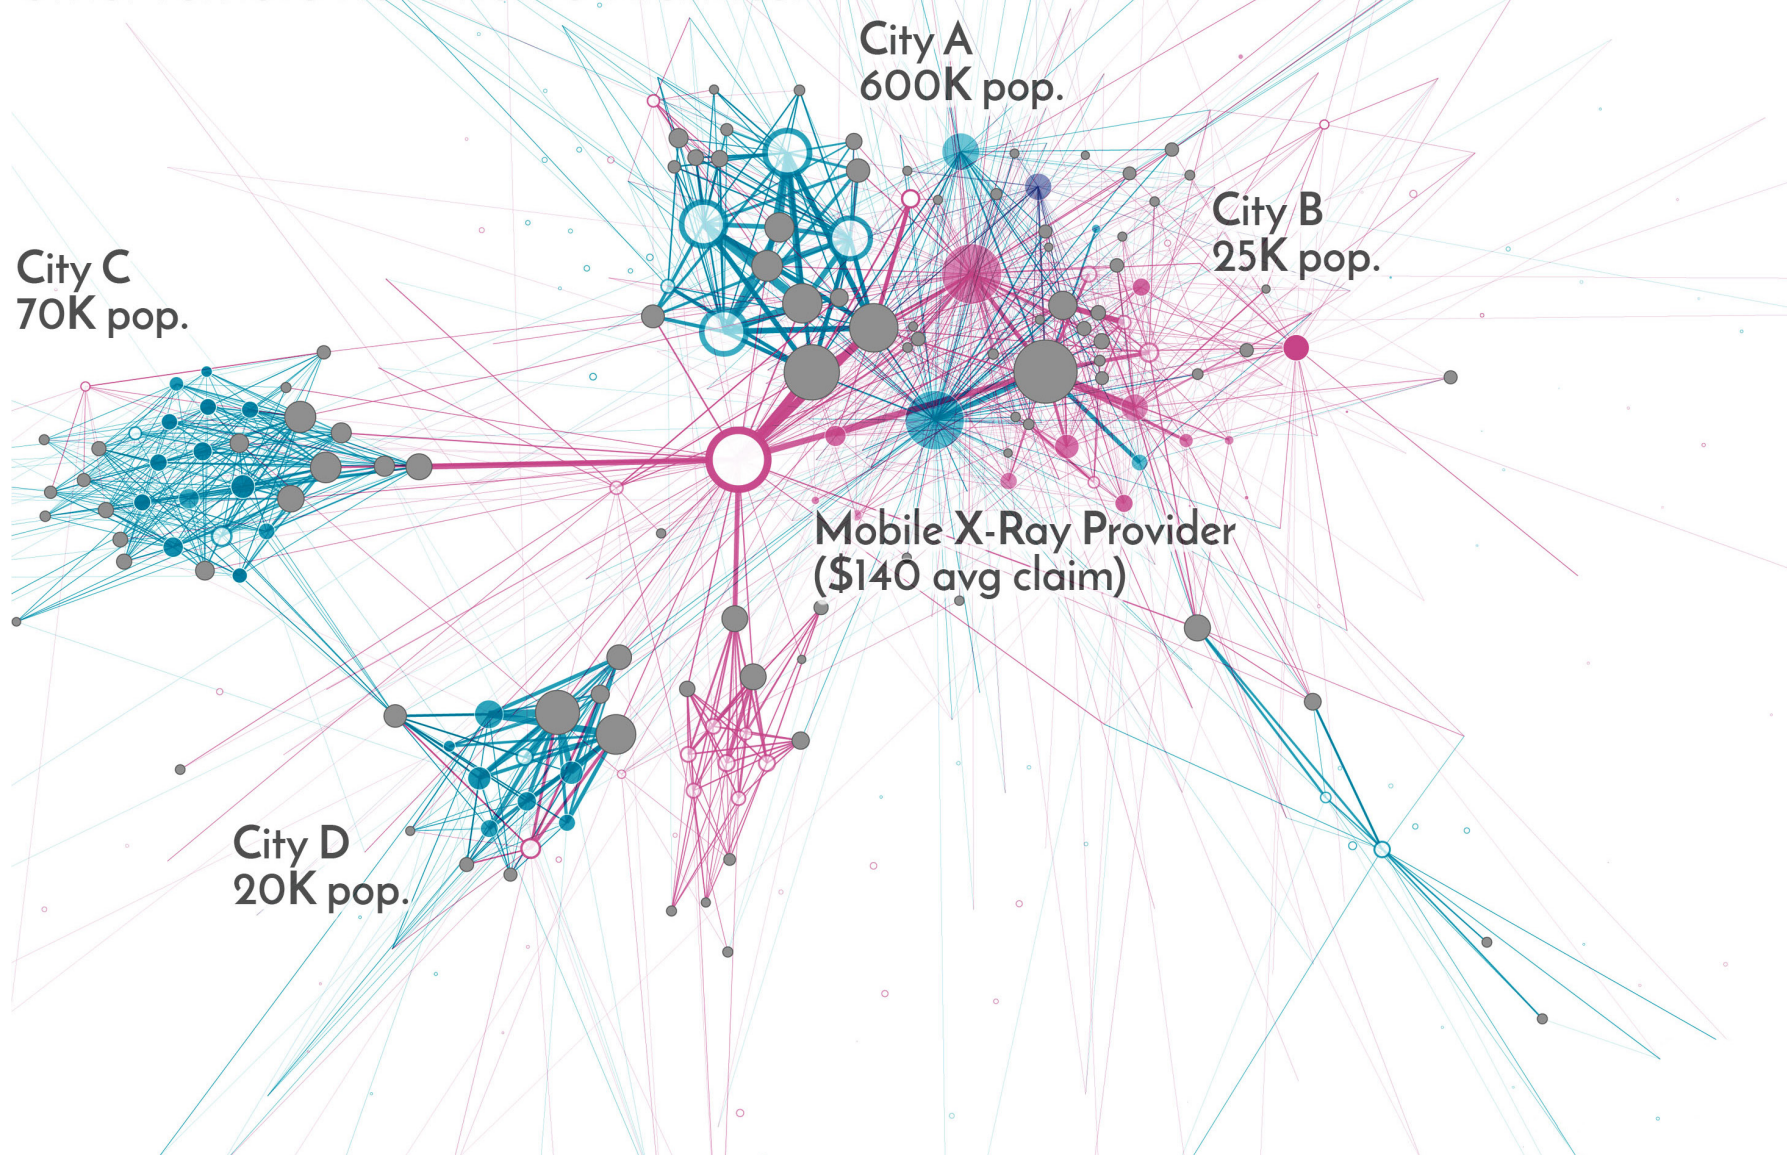 City A
600K pop.
City B
25K pop.
City C
70K pop.
Mobile X-Ray Provider
($140 avg claim)
City D
20K pop.